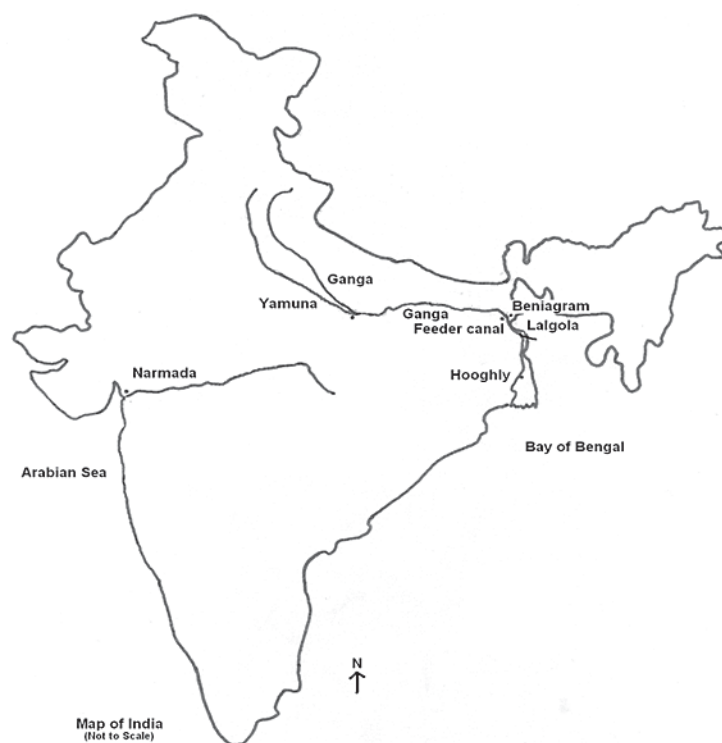 Ganga
Yamuna
Ganga
Beniagram
Feeder canal
Lalgola
Narmada
Hooghly
Bay of Bengal
Arabian Sea
N
Map of India
(Not to Scale)